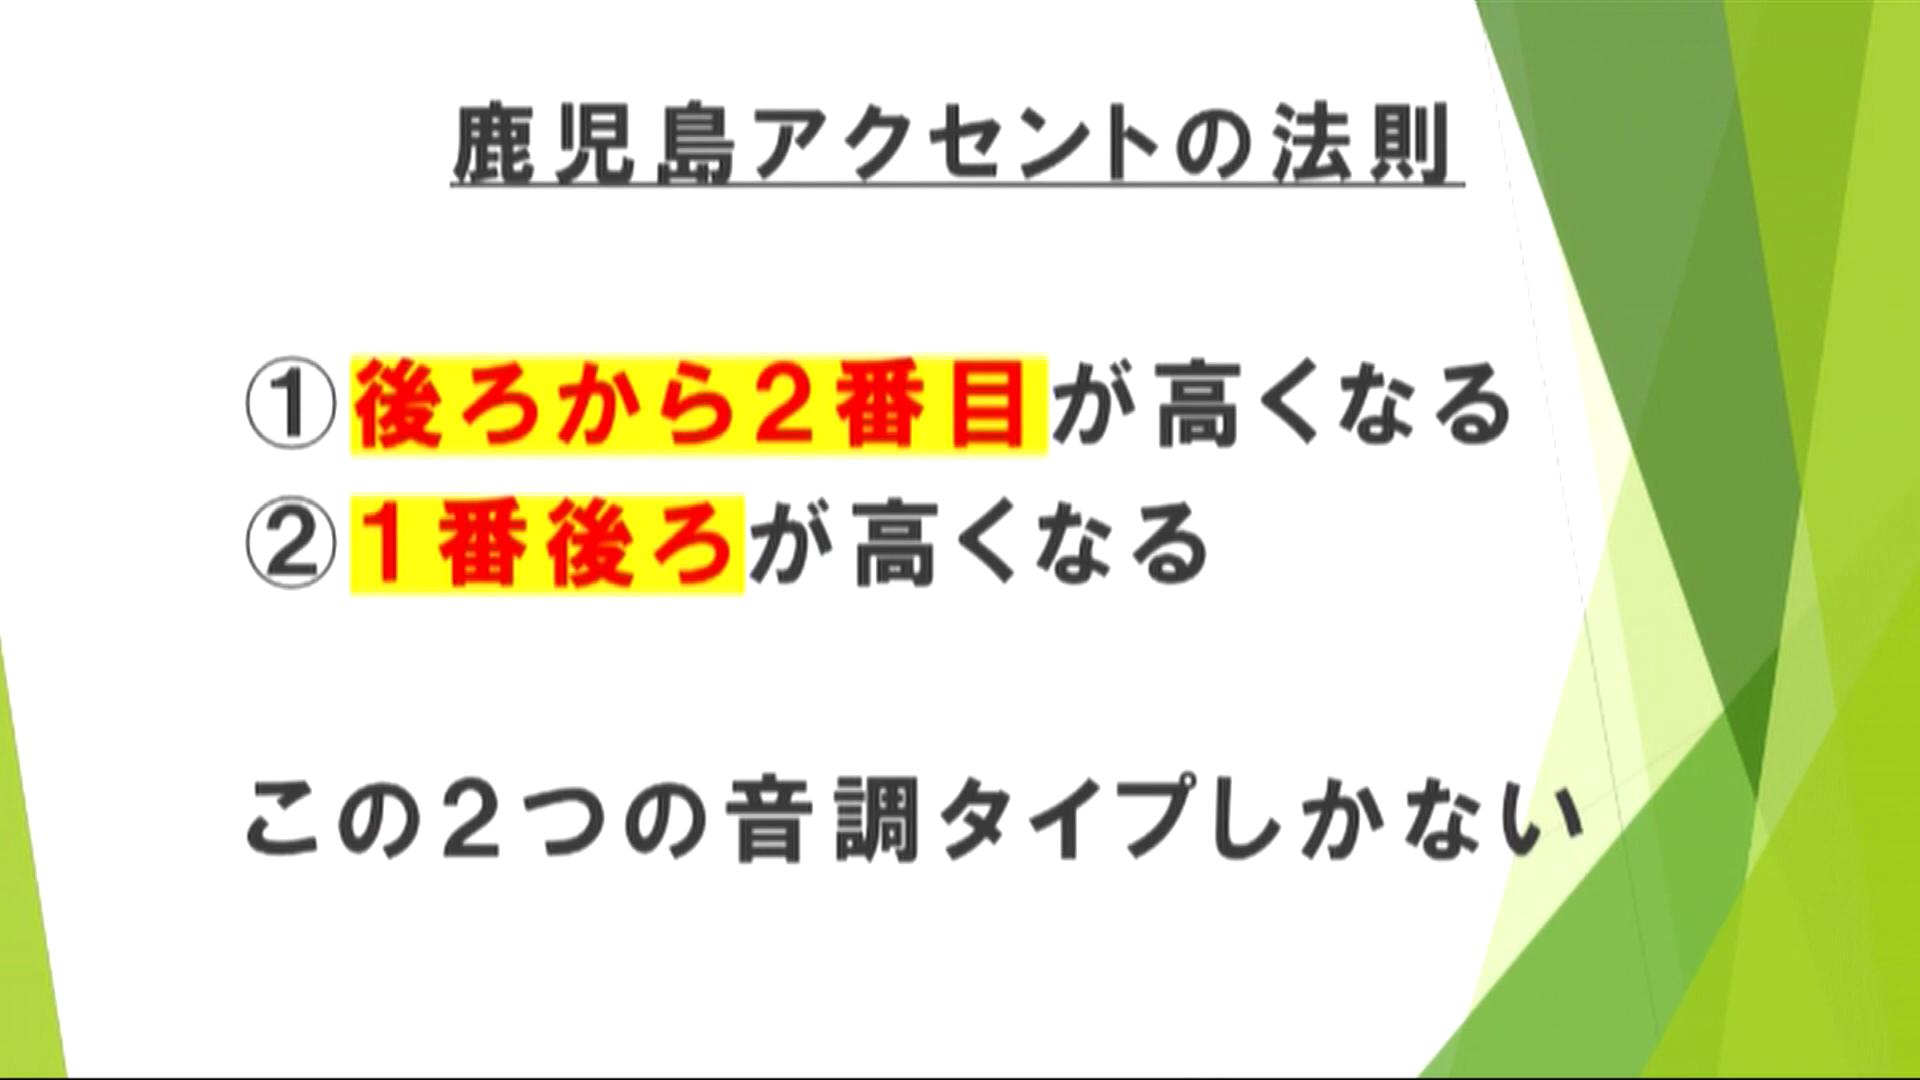 鹿児島アクセントの法則
①後ろから２番目が高くなる
②１番後ろが高くなる
この２つの音調タイプしかない